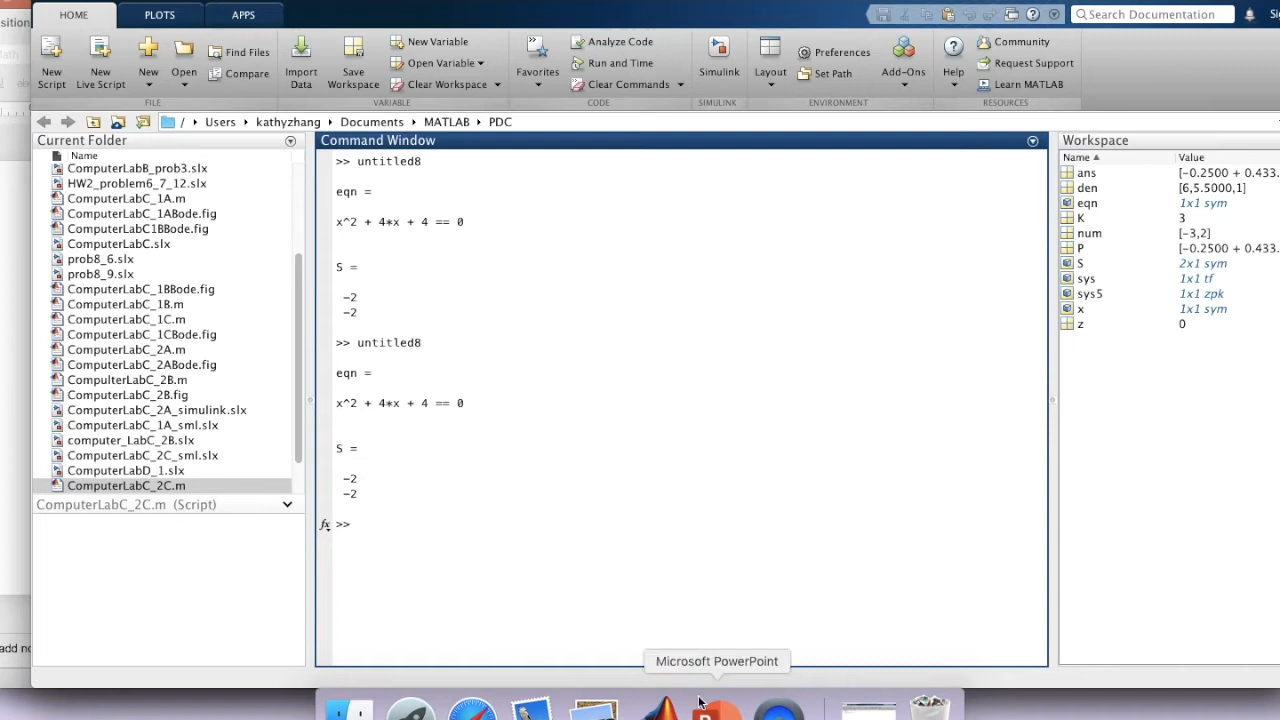 HOME
PLOTS
APPS
Search Documentation
New Script
New Live Script
New
Open
Find Files
Compare
Import Data
Save Workspace
New Variable
Open Variable
Clear Workspace
Favorites
Analyze Code
Run and Time
Clear Commands
Simulink
Layout
Preferences
Set Path
Add-Ons
Help
Community
Request Support
Learn MATLAB
FILE
VARIABLE
CODE
SIMULINK
ENVIRONMENT
RESOURCES
/ Users kathyzhang Documents MATLAB PDC
Current Folder
Name
ComputerLabB_prob3.slx
HW2_problem6_7_12.slx
ComputerLabC_1A.m
ComputerLabC_1ABode.fig
ComputerLabC1BBode.fig
ComputerLabC.slx
prob8_6.slx
prob8_9.slx
ComputerLabC_1BBode.fig
ComputerLabC_1B.m
ComputerLabC_1C.m
ComputerLabC_1CBode.fig
ComputerLabC_2A.m
ComputerLabC_2ABode.fig
CompulterLabC_2B.m
ComputerLabC_2B.fig
ComputerLabC_2A_simulink.slx
ComputerLabC_1A_sml.slx
computer_LabC_2B.slx
ComputerLabC_2C_sml.slx
ComputerLabD_1.slx
ComputerLabC_2C.m
ComputerLabC_2C.m (Script)
Command Window
>> untitled8
eqn =
x^2 + 4*x + 4 == 0
S =
-2
-2
>> untitled8
eqn =
x^2 + 4*x + 4 == 0
S =
-2
-2
fx >>
Workspace
Name Value
ans [-0.2500 + 0.433.
den [6,5.5000,1]
eqn 1x1 sym
K 3
num [-3,2]
P [-0.2500 + 0.433.
S 2x1 sym
sys 1x1 tf
sys5 1x1 zpk
x 1x1 sym
z 0
Microsoft PowerPoint